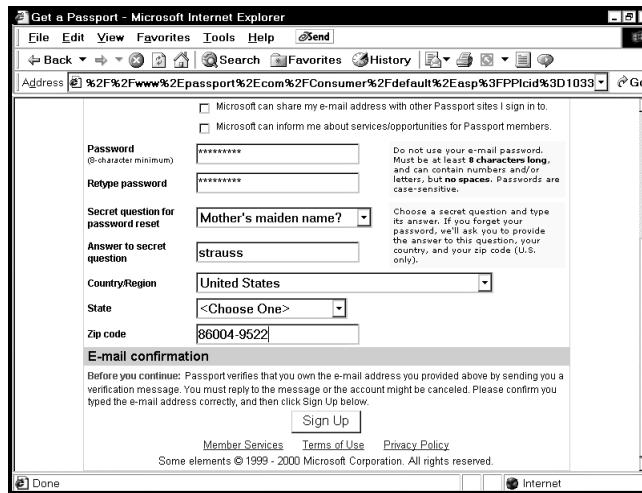 Get a Passport - Microsoft Internet Explorer
File Edit View Favorites Tools Help Send
Back Search Favorites History
Address %2F%2Fwww%2Epassport%2Ecom%2FConsumer%2Fdefault%2Easp%3FPPlcid%3D1033 Go
Microsoft can share my e-mail address with other Passport sites I sign in to.
Microsoft can inform me about services/opportunities for Passport members.
Password
(8-character minimum)
*********
Do not use your e-mail password.
Must be at least 8 characters long,
and can contain numbers and/or
letters, but no spaces. Passwords are
case-sensitive.
Retype password
*********
Secret question for
password reset
Mother's maiden name?
Choose a secret question and type
its answer. If you forget your
password, we'll ask you to provide
the answer to this question, your
country, and your zip code (U.S.
only).
Answer to secret
question
strauss
Country/Region United States
State <Choose One>
Zip code 86004-9522
E-mail confirmation
Before you continue: Passport verifies that you own the e-mail address you provided above by sending you a
verification message. You must reply to the message or the account might be canceled. Please confirm you
typed the e-mail address correctly, and then click Sign Up below.
Sign Up
Member Services Terms of Use Privacy Policy
Some elements © 1999 - 2000 Microsoft Corporation. All rights reserved.
Done Internet